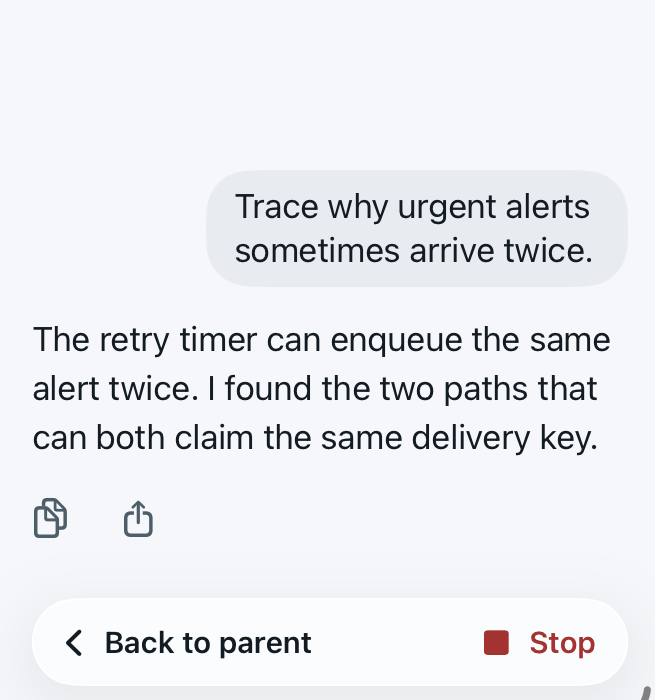 Trace why urgent alerts
sometimes arrive twice.
The retry timer can enqueue the same
alert twice. I found the two paths that
can both claim the same delivery key.
Back to parent
Stop